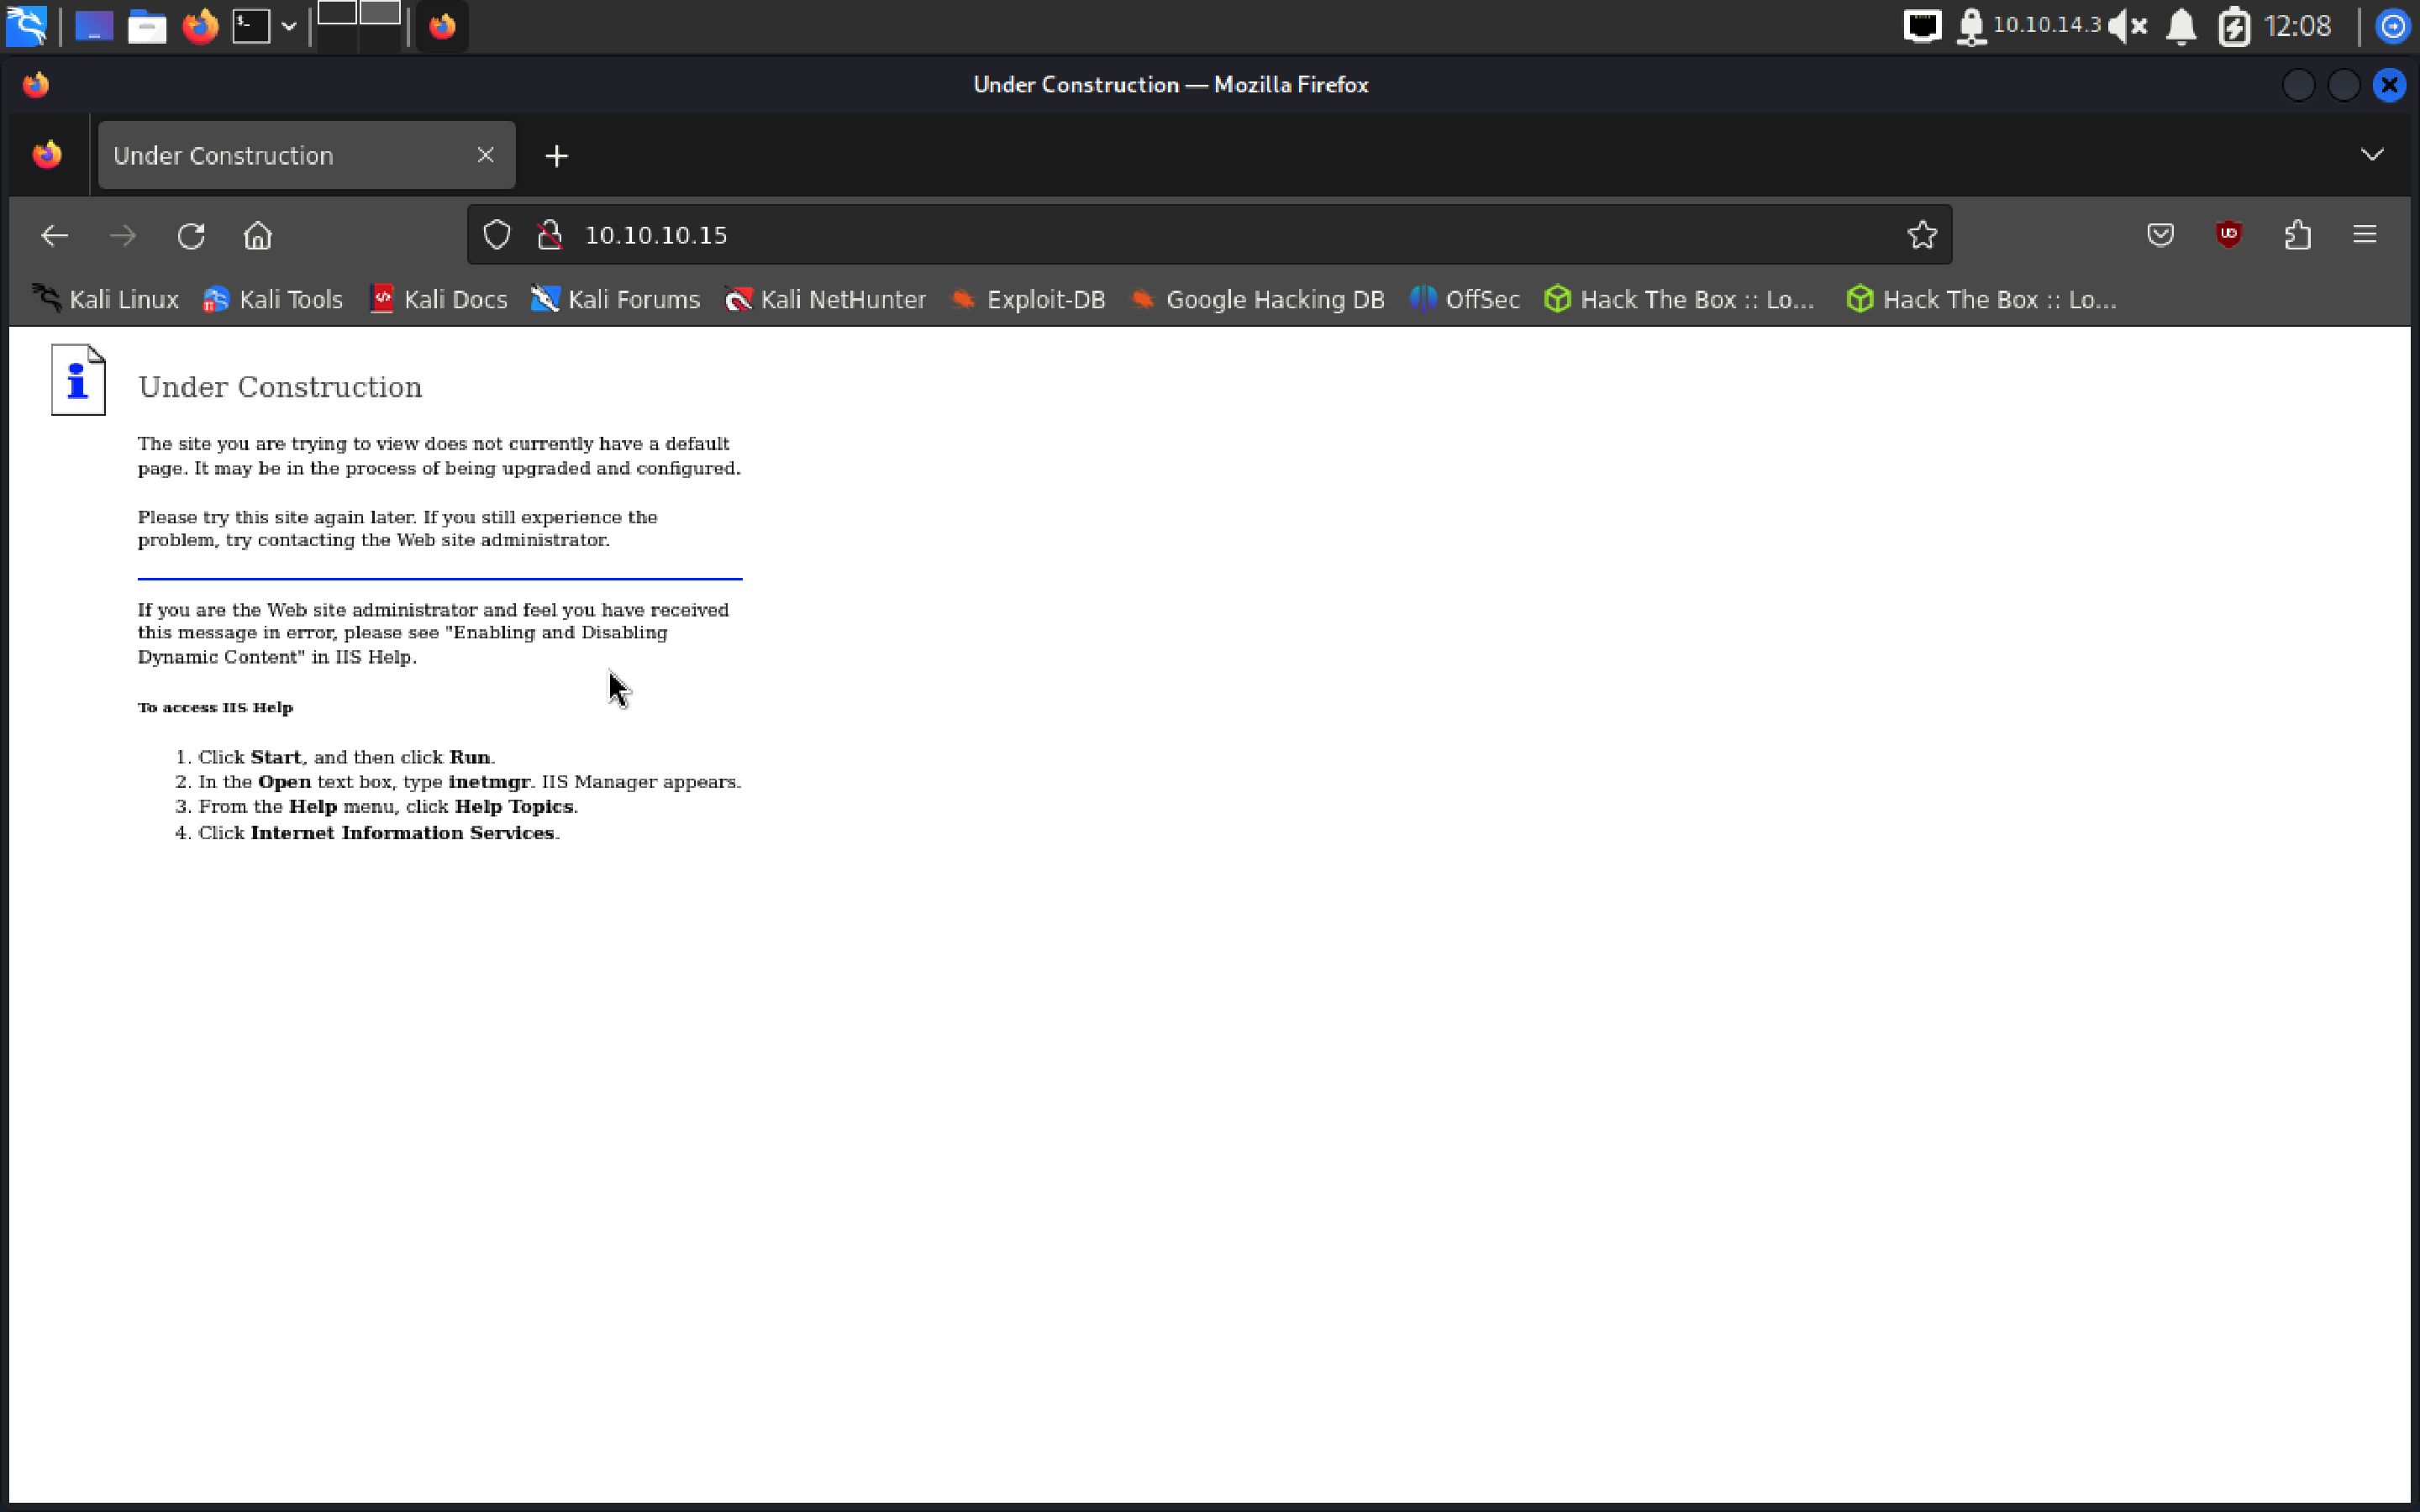 10.10.14.3 12:08
Under Construction — Mozilla Firefox
Under Construction
10.10.10.15
Kali Linux Kali Tools Kali Docs Kali Forums Kali NetHunter Exploit-DB Google Hacking DB OffSec Hack The Box :: Lo... Hack The Box :: Lo...
Under Construction
The site you are trying to view does not currently have a default
page. It may be in the process of being upgraded and configured.
Please try this site again later. If you still experience the
problem, try contacting the Web site administrator.
If you are the Web site administrator and feel you have received
this message in error, please see "Enabling and Disabling
Dynamic Content" in IIS Help.
To access IIS Help
1. Click Start, and then click Run.
2. In the Open text box, type inetmgr. IIS Manager appears.
3. From the Help menu, click Help Topics.
4. Click Internet Information Services.